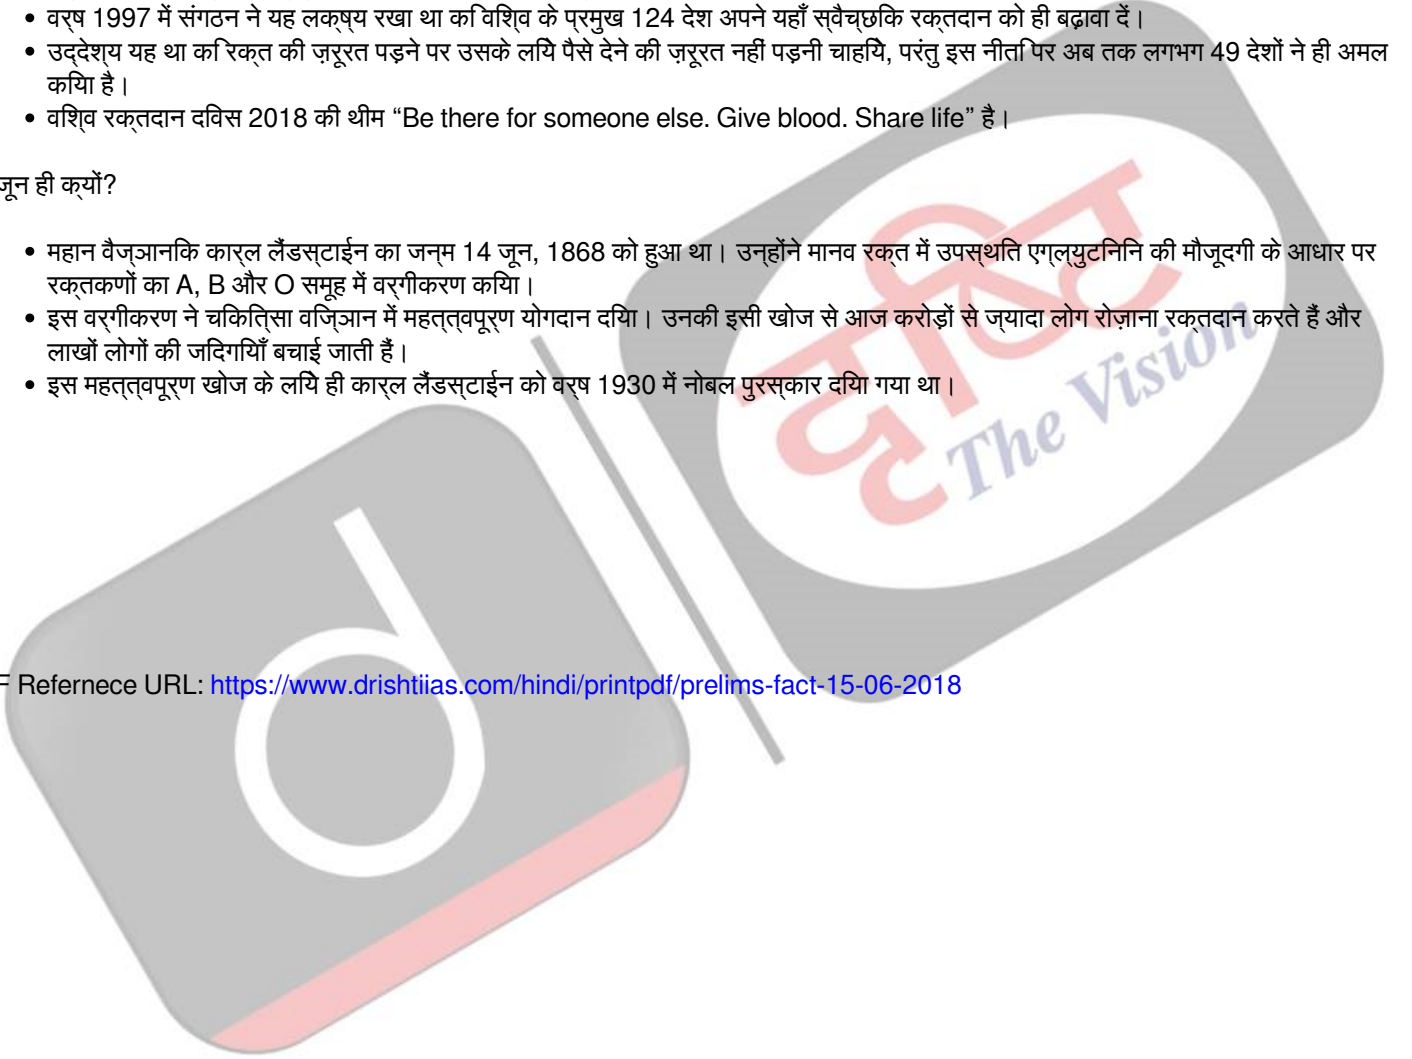 • वर्ष 1997 में संगठन ने यह लक्ष्य रखा था कि विश्व के प्रमुख 124 देश अपने यहाँ स्वैच्छिक रक्तदान को ही बढ़ावा दें।
• उद्देश्य यह था कि रक्त की ज़रूरत पड़ने पर उसके लिये पैसे देने की ज़रूरत नहीं पड़नी चाहिये, परंतु इस नीति पर अब तक लगभग 49 देशों ने ही अमल
किया है।
• विश्व रक्तदान दिवस 2018 की थीम “Be there for someone else. Give blood. Share life” है।
जून ही क्यों?
• महान वैज्ञानिक कार्ल लैंडस्टाईन का जन्म 14 जून, 1868 को हुआ था। उन्होंने मानव रक्त में उपस्थित एग्ल्युटिनिन की मौजूदगी के आधार पर
रक्तकणों का A, B और O समूह में वर्गीकरण किया।
• इस वर्गीकरण ने चिकित्सा विज्ञान में महत्त्वपूर्ण योगदान दिया। उनकी इसी खोज से आज करोड़ों से ज्यादा लोग रोज़ाना रक्तदान करते हैं और
लाखों लोगों की जिदगियाँ बचाई जाती हैं।
• इस महत्त्वपूर्ण खोज के लिये ही कार्ल लैंडस्टाईन को वर्ष 1930 में नोबल पुरस्कार दिया गया था।
दृष्टि
The Vision
d
F Refernece URL: https://www.drishtiias.com/hindi/printpdf/prelims-fact-15-06-2018